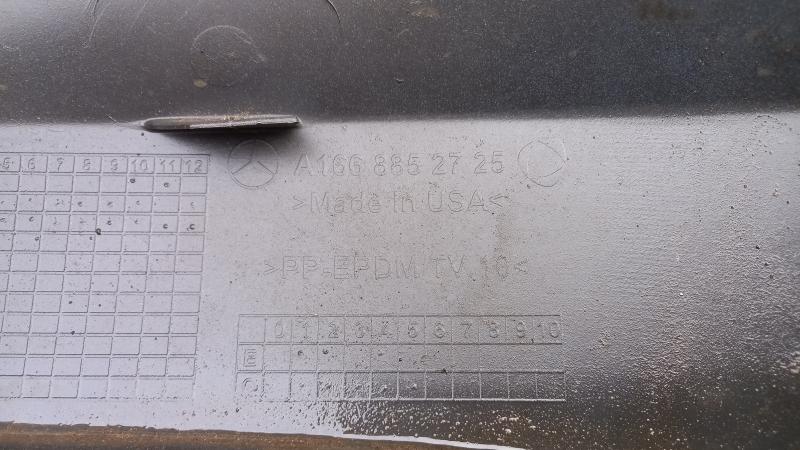 5 6 7 8 9 10 11 12
A166 885 27 25
>Made in USA<
>PP-EPDM TV 10<
0 1 2 3 4 5 6 7 8 9 10
E
C